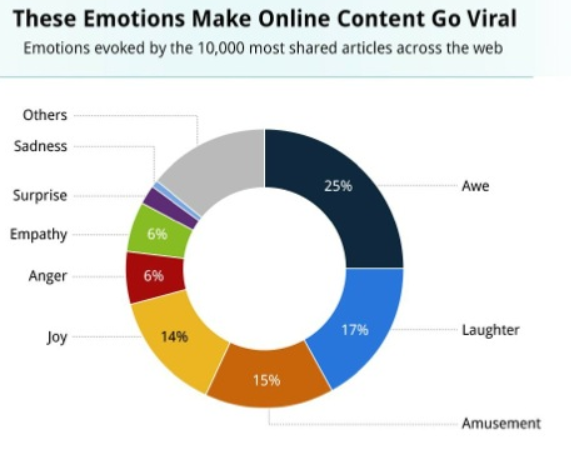 These Emotions Make Online Content Go Viral
Emotions evoked by the 10,000 most shared articles across the web
Others
Sadness
Surprise
Empathy
Anger
Joy
25%
Awe
17%
Laughter
15%
Amusement
14%
6%
6%